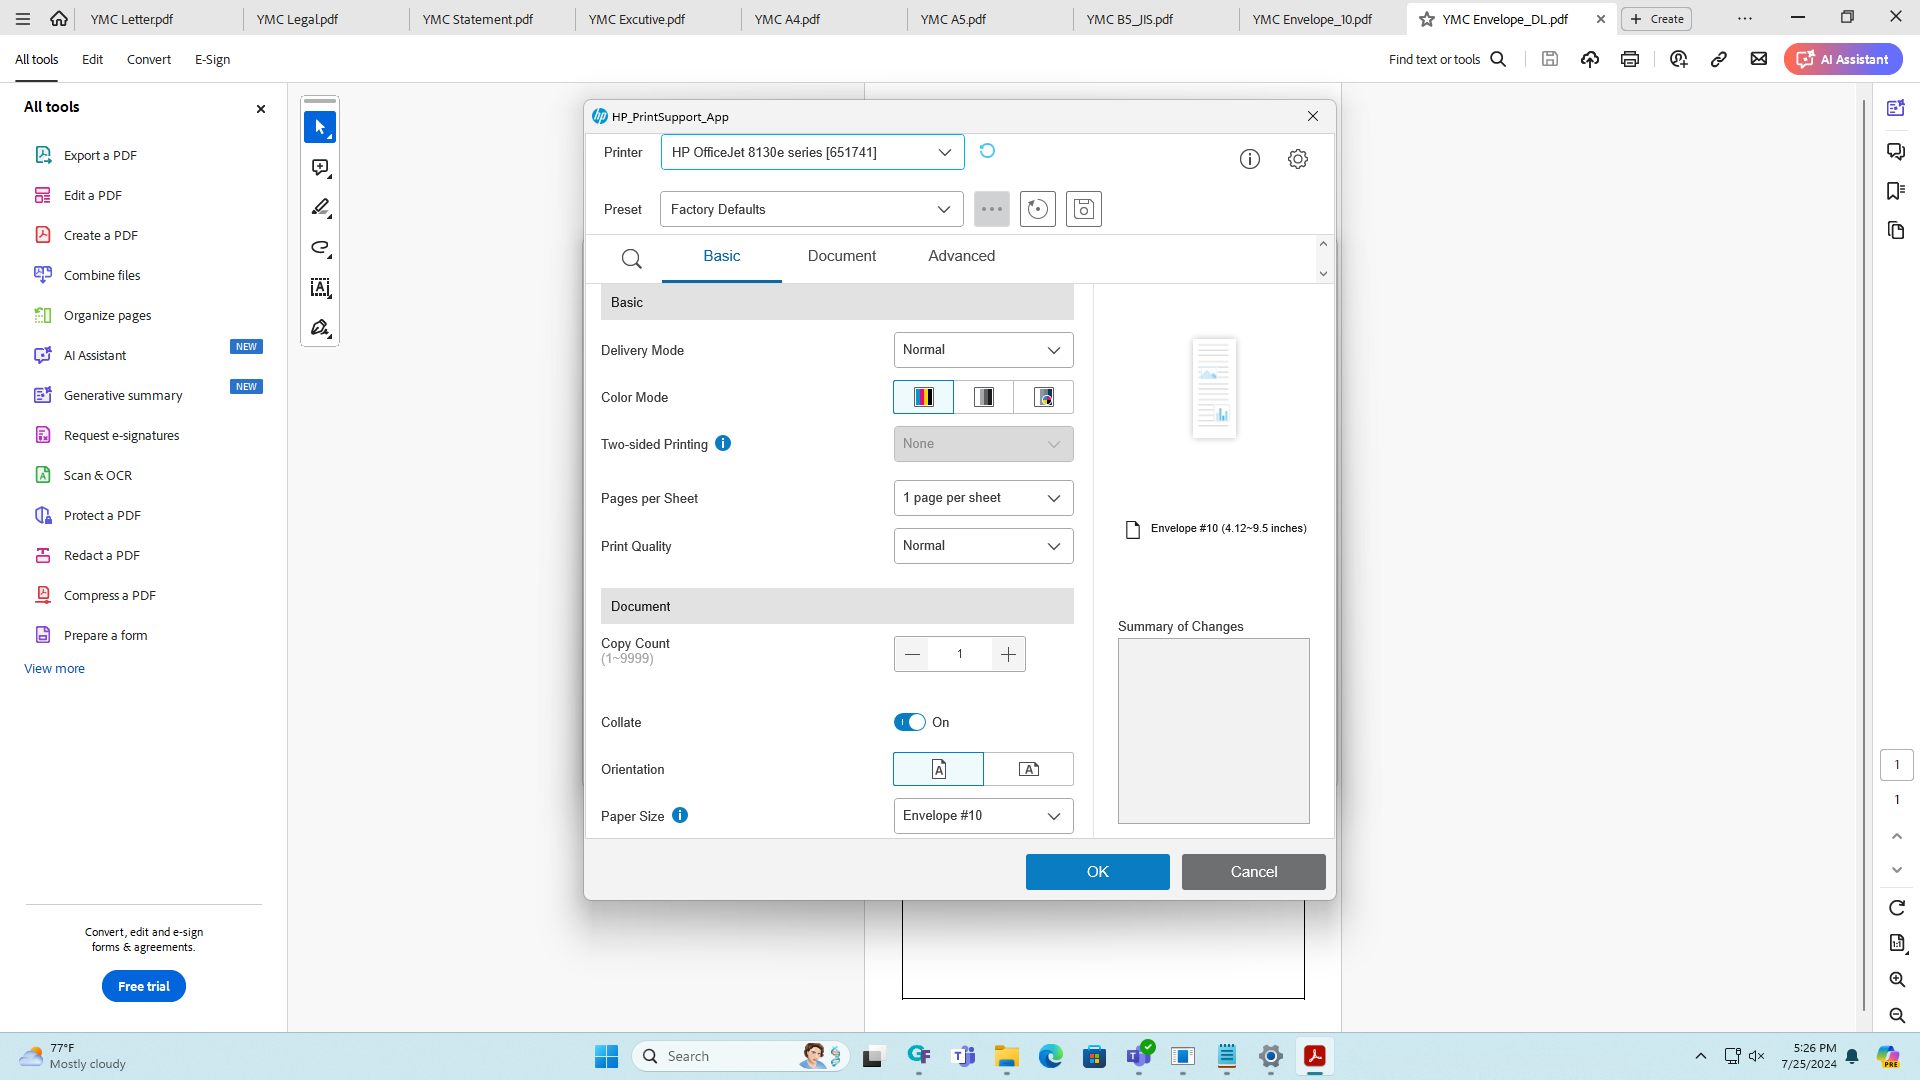 YMC Letter.pdf
YMC Legal.pdf
YMC Statement.pdf
YMC Excutive.pdf
YMC A4.pdf
YMC A5.pdf
YMC B5_JIS.pdf
YMC Envelope_10.pdf
YMC Envelope_DL.pdf
Create
All tools
Edit
Convert
E-Sign
Find text or tools
AI Assistant
All tools
Export a PDF
Edit a PDF
Create a PDF
Combine files
Organize pages
AI Assistant
NEW
Generative summary
NEW
Request e-signatures
Scan & OCR
Protect a PDF
Redact a PDF
Compress a PDF
Prepare a form
View more
Convert, edit and e-sign
forms & agreements.
Free trial
HP_PrintSupport_App
Printer
HP OfficeJet 8130e series [651741]
Preset
Factory Defaults
Basic
Document
Advanced
Basic
Delivery Mode
Normal
Color Mode
Two-sided Printing
None
Pages per Sheet
1 page per sheet
Print Quality
Normal
Document
Copy Count
(1~9999)
1
Collate
On
Orientation
Paper Size
Envelope #10
Envelope #10 (4.12~9.5 inches)
Summary of Changes
OK
Cancel
1
1
77°F
Mostly cloudy
Search
5:26 PM
7/25/2024
PRE